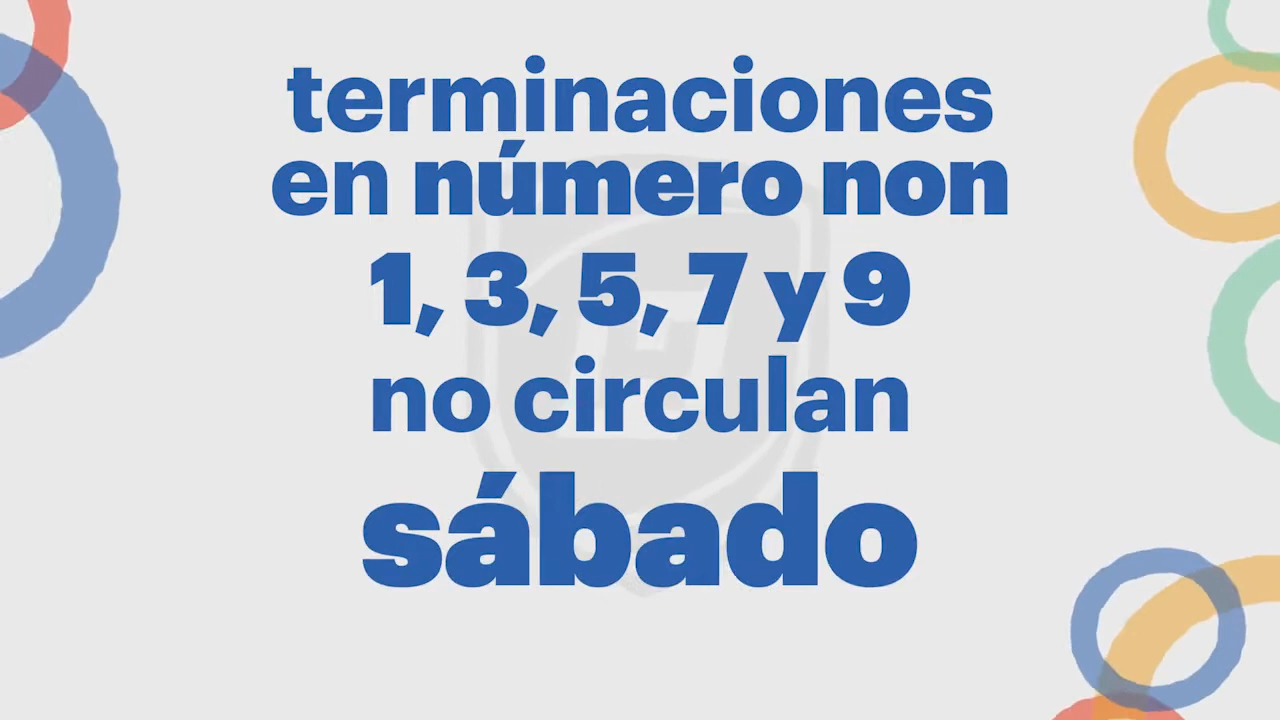 terminaciones
en número non
1, 3, 5, 7 y 9
no circulan
sábado